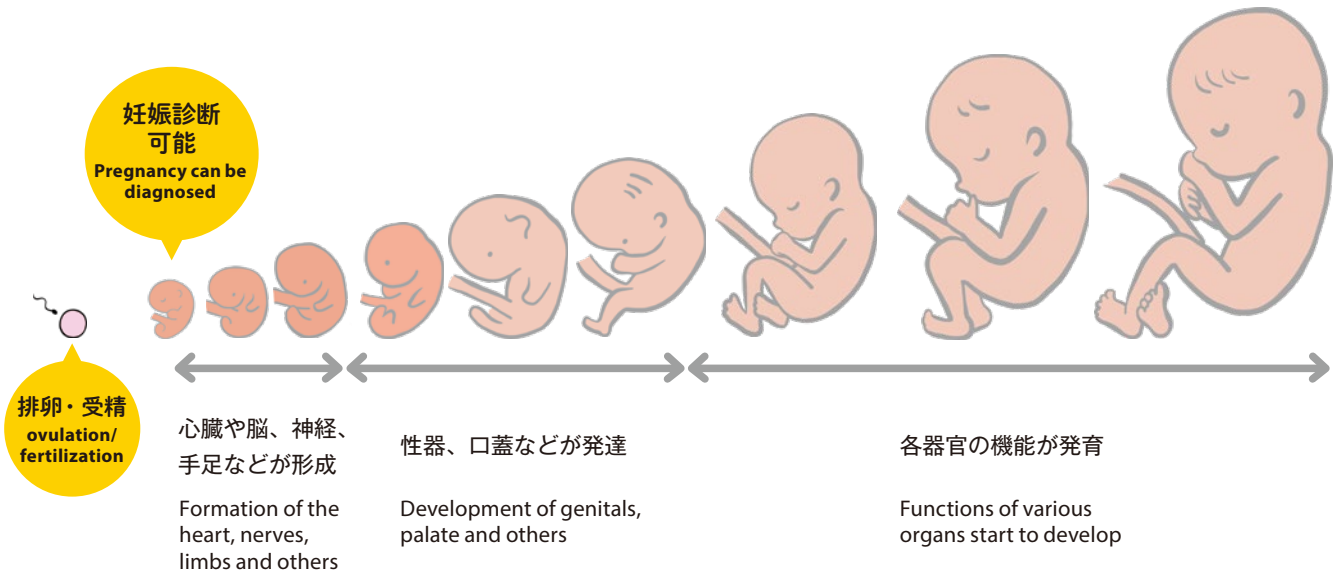 妊娠診断
可能
Pregnancy can be
diagnosed
排卵・受精
ovulation/
fertilization
心臓や脳、神経、
手足などが形成
Formation of the
heart, nerves,
limbs and others
性器、口蓋などが発達
Development of genitals,
palate and others
各器官の機能が発育
Functions of various
organs start to develop